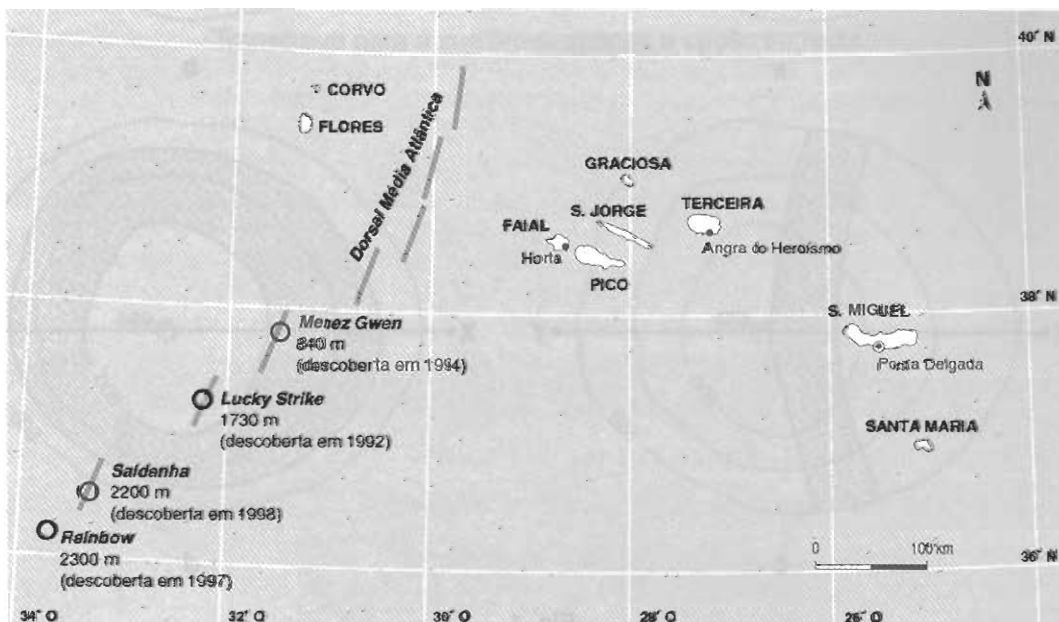 40° N
N
CORVO
FLORES
Dorsal Média Atlântica
GRACIOSA
S. JORGE
TERCEIRA
FAIAL
Horta
Angra do Heroísmo
PICO
38° N
S. MIGUEL
Menez Gwen
840 m
(descoberta em 1994)
Ponta Delgada
Lucky Strike
1730 m
(descoberta em 1992)
SANTA MARIA
Saldanha
2200 m
(descoberta em 1998)
Rainbow
2300 m
(descoberta em 1997)
0 100 km
36° N
34° O 32° O 30° O 28° O 26° O